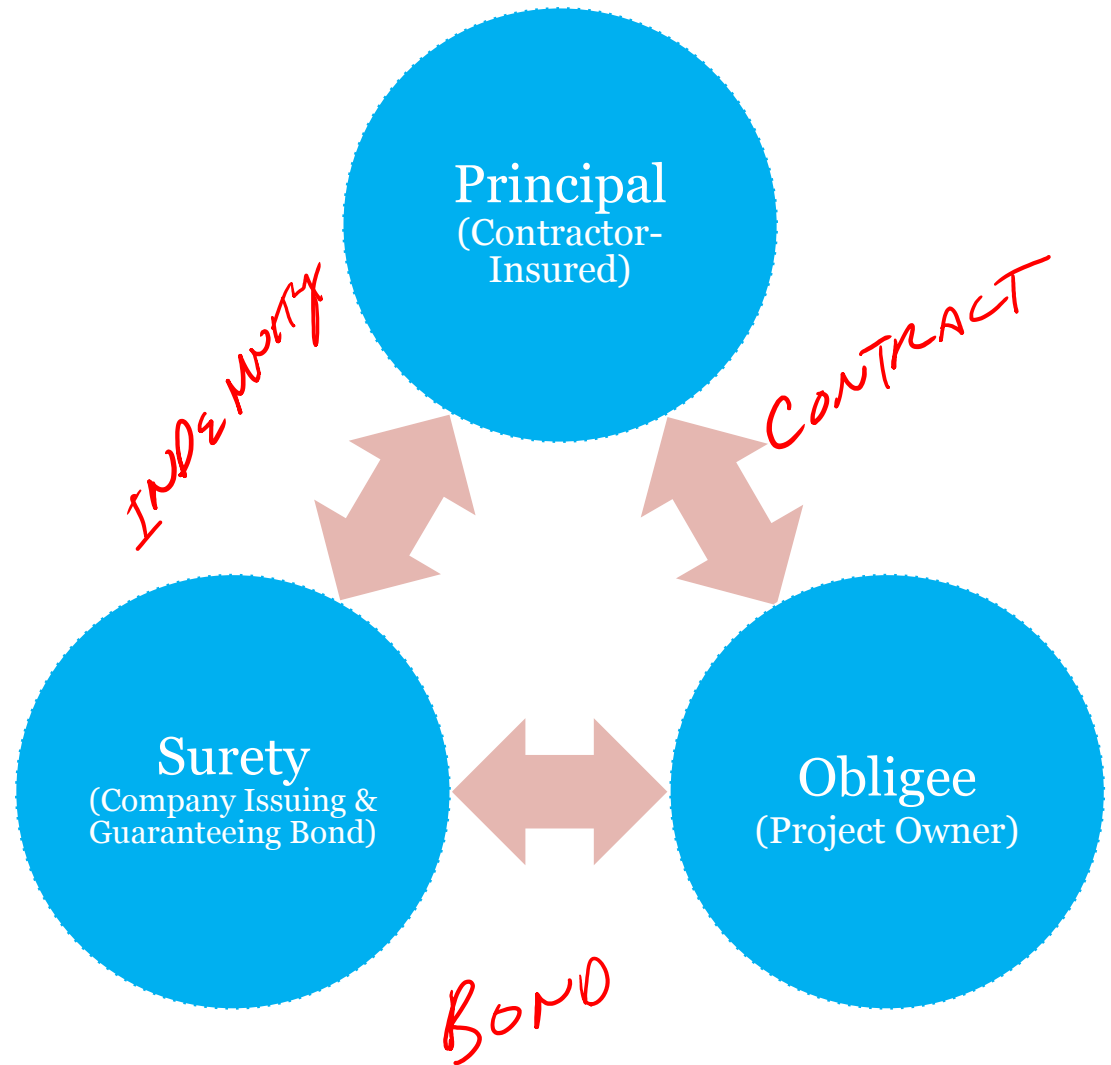 Principal
(Contractor-
Insured)
INDEMNITY
CONTRACT
Surety
(Company Issuing &
Guaranteeing Bond)
Obligee
(Project Owner)
BOND